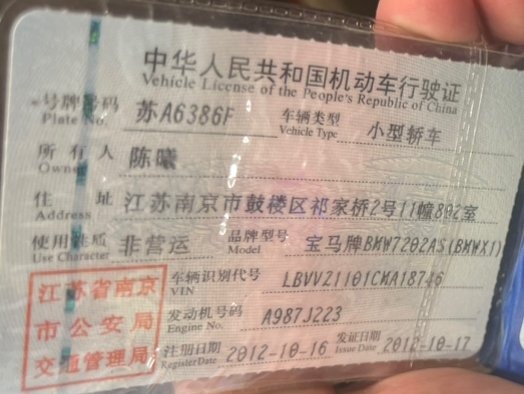 中华人民共和国机动车行驶证
Vehicle License of the People's Republic of China
号牌号码 苏A6386F 车辆类型 小型轿车
Plate No. Vehicle Type
所有人 陈曦
Owner
住址 江苏南京市鼓楼区祁家桥2号11幢802室
Address
使用性质 非营运 品牌型号 宝马牌BMW7202AS(BMWX1)
Use Character Model
车辆识别代号 LBVVZ1101CMA18746
VIN
发动机号码 A987J223
Engine No.
注册日期 2012-10-16 发证日期 2012-10-17
Register Date Issue Date
江苏省南京
市公安局
交通管理局